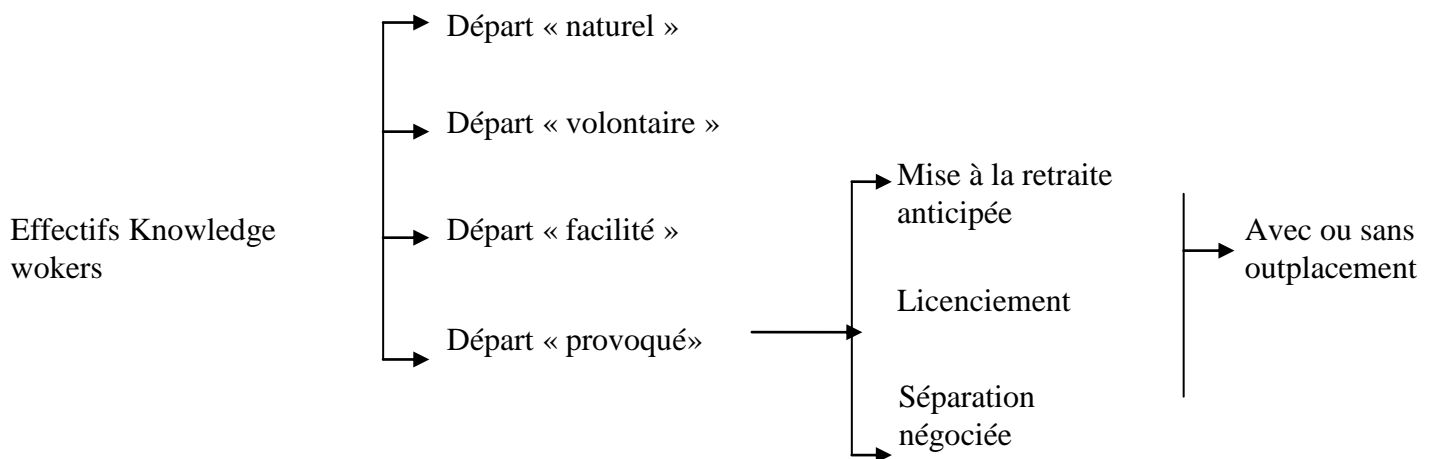 Départ « naturel »
Départ « volontaire »
Effectifs Knowledge
wokers
Départ « facilité »
Départ « provoqué»
Mise à la retraite
anticipée
Licenciement
Séparation
négociée
Avec ou sans
outplacement